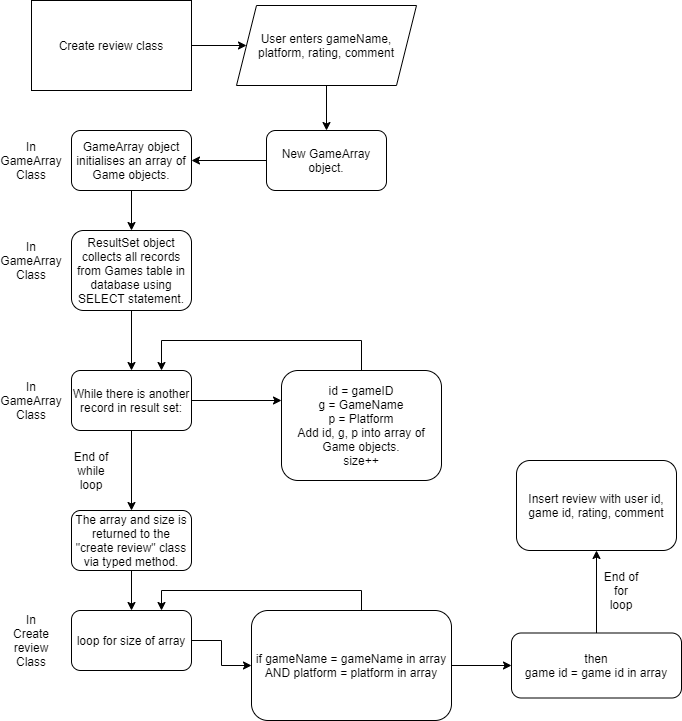 Create review class
User enters gameName,
platform, rating, comment
In
GameArray
Class
GameArray object
initialises an array of
Game objects.
New GameArray
object.
In
GameArray
Class
ResultSet object
collects all records
from Games table in
database using
SELECT statement.
In
GameArray
Class
While there is another
record in result set:
id = gameID
g = GameName
p = Platform
Add id, g, p into array of
Game objects.
size++
End of
while
loop
The array and size is
returned to the
"create review" class
via typed method.
In
Create
review
Class
loop for size of array
if gameName = gameName in array
AND platform = platform in array
then
game id = game id in array
End of
for
loop
Insert review with user id,
game id, rating, comment